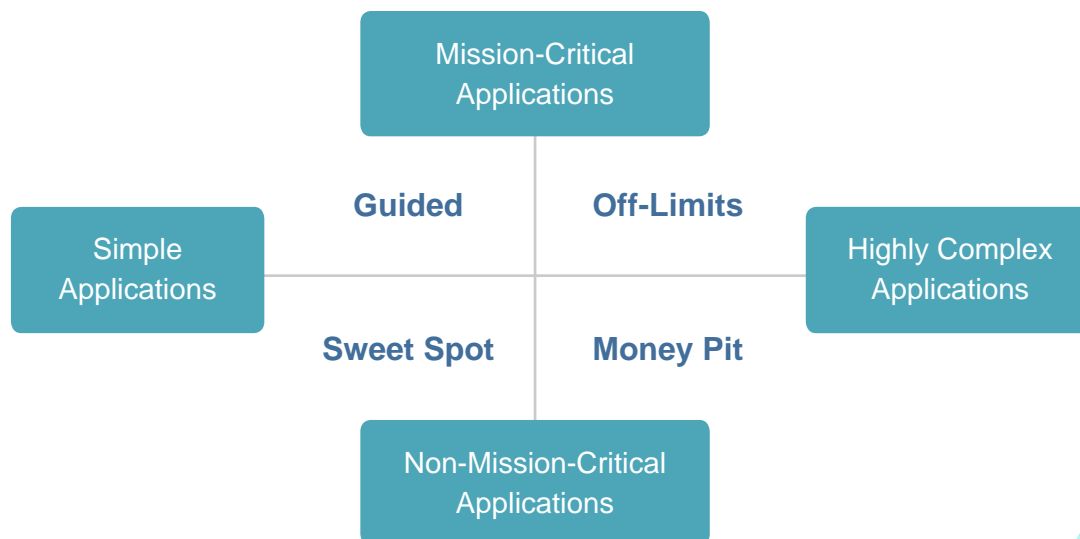 Mission-Critical
Applications
Guided
Off-Limits
Simple
Applications
Highly Complex
Applications
Sweet Spot
Money Pit
Non-Mission-Critical
Applications